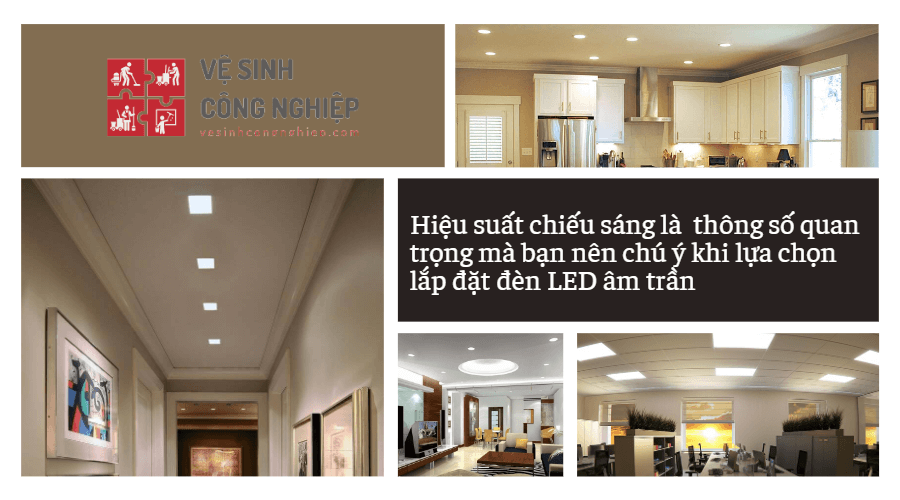 VỆ SINH
CÔNG NGHIỆP
vesinhcongnghiep.com
Hiệu suất chiếu sáng là thông số quan
trọng mà bạn nên chú ý khi lựa chọn
lắp đặt đèn LED âm trần